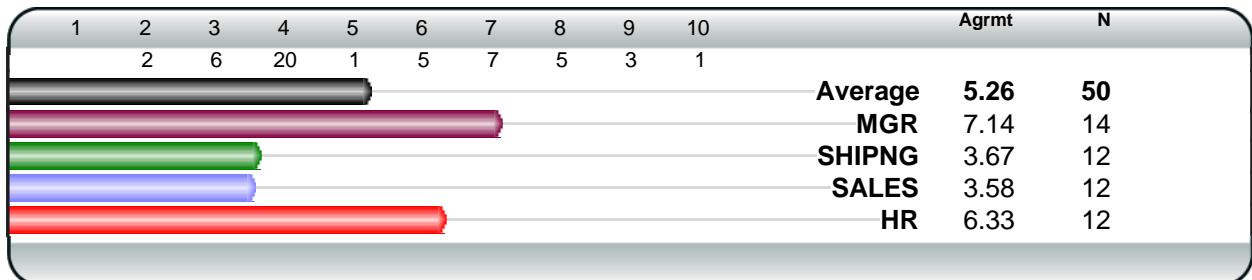 1 2 3 4 5 6 7 8 9 10 Agrmt N
2 6 20 1 5 7 5 3 1
Average 5.26 50
MGR 7.14 14
SHIPNG 3.67 12
SALES 3.58 12
HR 6.33 12